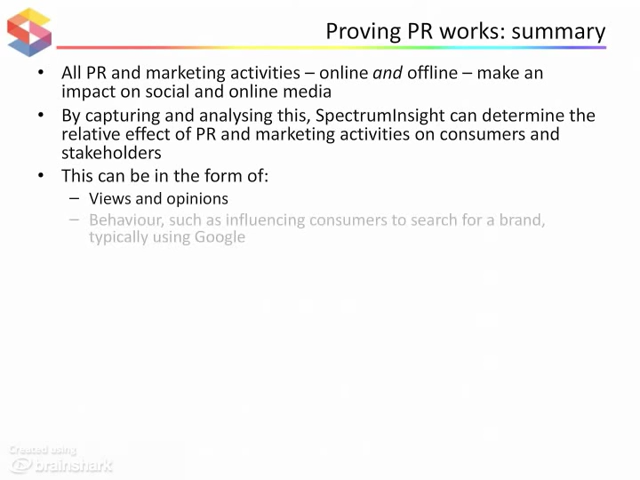 Proving PR works: summary
• All PR and marketing activities – online and offline – make an
impact on social and online media
• By capturing and analysing this, SpectrumInsight can determine the
relative effect of PR and marketing activities on consumers and
stakeholders
• This can be in the form of:
– Views and opinions
– Behaviour, such as influencing consumers to search for a brand,
typically using Google
Created using
brainshark